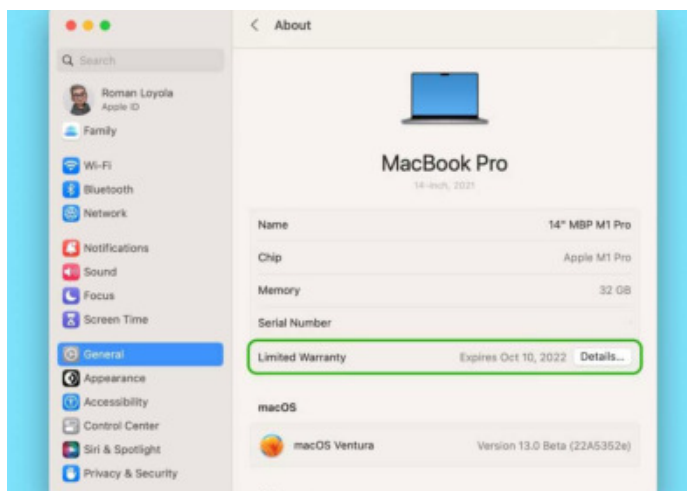 About
Search
Roman Loyola
Apple ID
Family
Wi-Fi
Bluetooth
Network
Notifications
Sound
Focus
Screen Time
General
Appearance
Accessibility
Control Center
Siri & Spotlight
Privacy & Security
MacBook Pro
14-inch, 2021
Name 14" MBP M1 Pro
Chip Apple M1 Pro
Memory 32 GB
Serial Number
Limited Warranty Expires Oct 10, 2022 Details...
macOS
macOS Ventura Version 13.0 Beta (22A5352e)